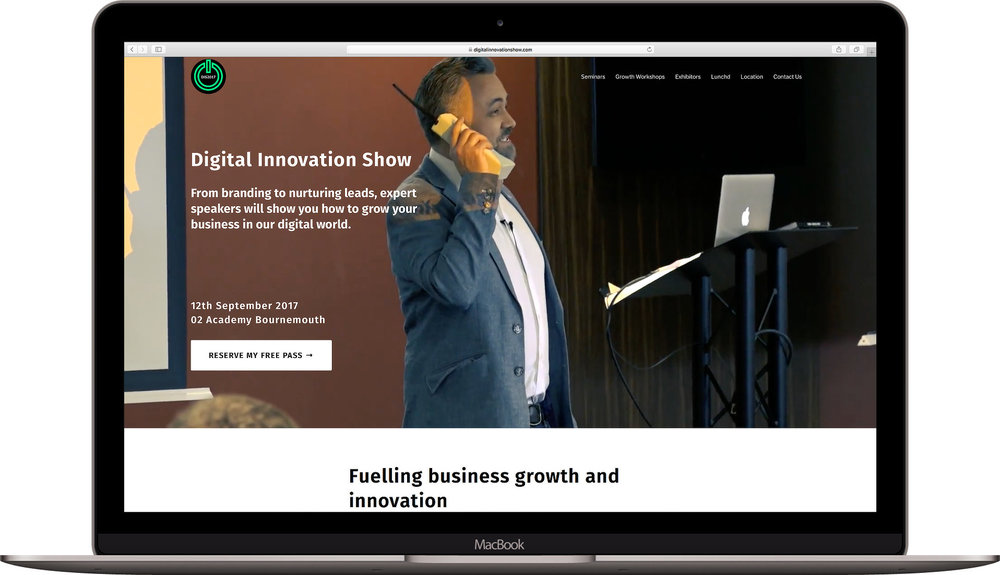 digitalinnovationshow.com
DIS2017
Seminars Growth Workshops Exhibitors Lunchd Location Contact Us
Digital Innovation Show
From branding to nurturing leads, expert
speakers will show you how to grow your
business in our digital world.
12th September 2017
02 Academy Bournemouth
RESERVE MY FREE PASS →
Fuelling business growth and
innovation
MacBook